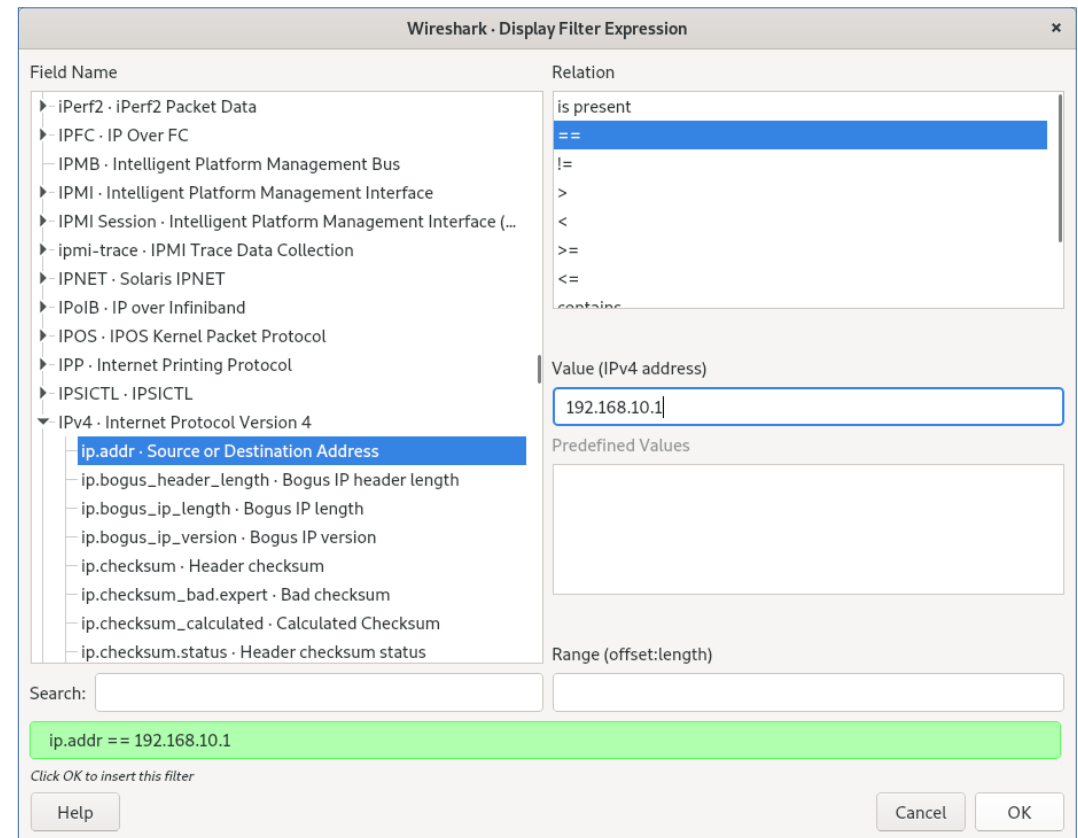 Wireshark · Display Filter Expression
×
Field Name
iPerf2 · iPerf2 Packet Data
IPFC · IP Over FC
IPMB · Intelligent Platform Management Bus
IPMI · Intelligent Platform Management Interface
IPMI Session · Intelligent Platform Management Interface (...
ipmi-trace · IPMI Trace Data Collection
IPNET · Solaris IPNET
IPoIB · IP over Infiniband
IPOS · IPOS Kernel Packet Protocol
IPP · Internet Printing Protocol
IPSICTL · IPSICTL
IPv4 · Internet Protocol Version 4
ip.addr · Source or Destination Address
ip.bogus_header_length · Bogus IP header length
ip.bogus_ip_length · Bogus IP length
ip.bogus_ip_version · Bogus IP version
ip.checksum · Header checksum
ip.checksum_bad.expert · Bad checksum
ip.checksum_calculated · Calculated Checksum
ip.checksum.status · Header checksum status
Search:
Relation
is present
==
!=
>
<
>=
<=
contains
Value (IPv4 address)
192.168.10.1
Predefined Values
Range (offset:length)
ip.addr == 192.168.10.1
Click OK to insert this filter
Help
Cancel
OK